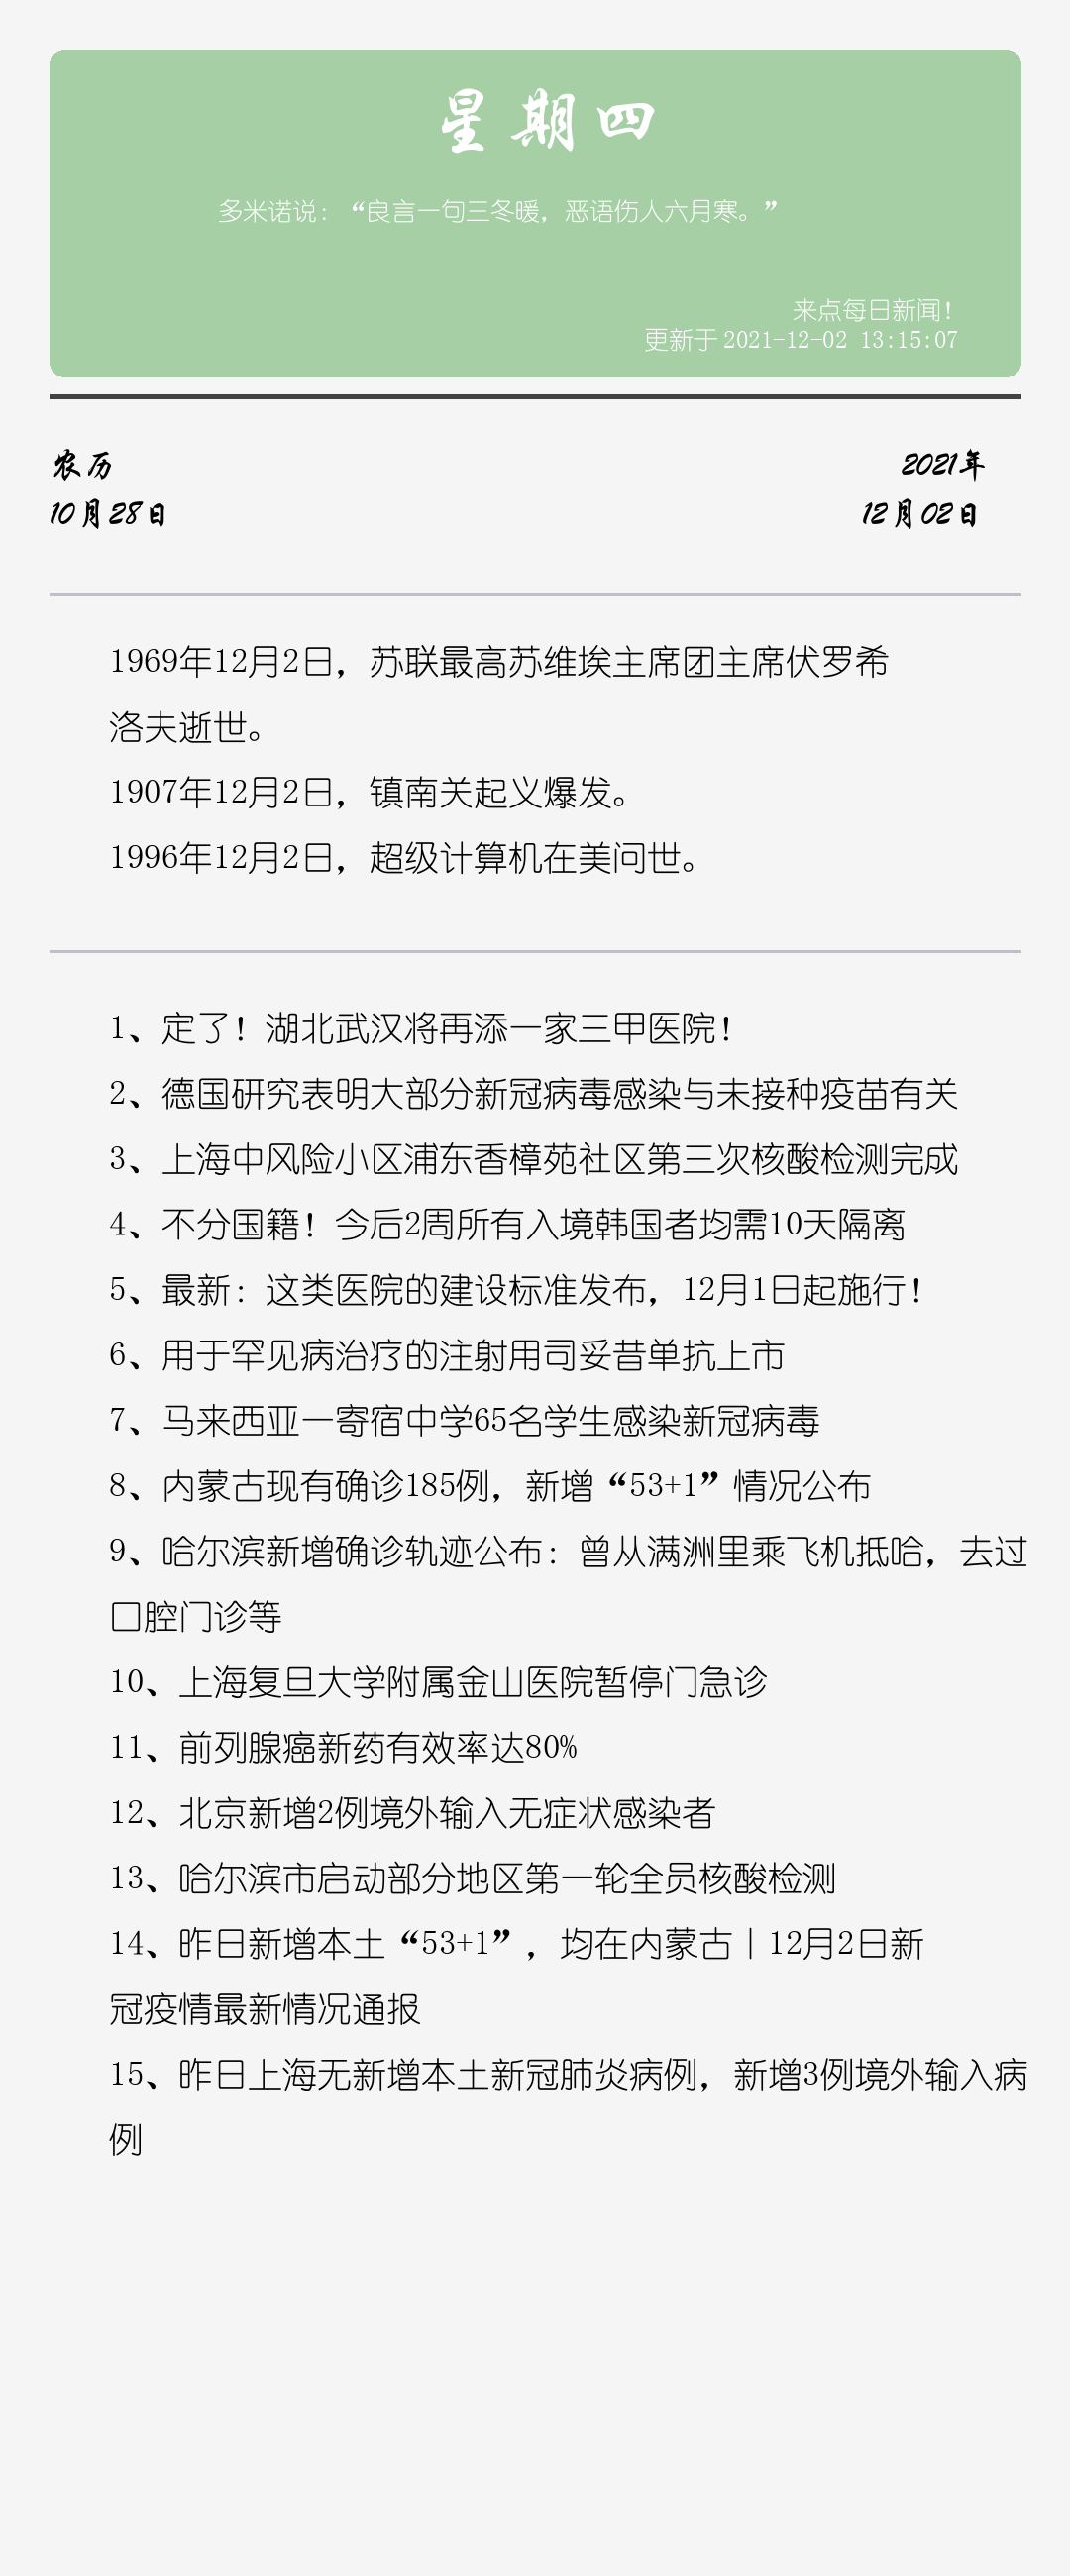 星期四
多米诺说：“良言一句三冬暖，恶语伤人六月寒。”
来点每日新闻！
更新于 2021-12-02 13:15:07
农历
2021年
10月28日
12月02日
1969年12月2日，苏联最高苏维埃主席团主席伏罗希
洛夫逝世。
1907年12月2日，镇南关起义爆发。
1996年12月2日，超级计算机在美问世。
1、定了！湖北武汉将再添一家三甲医院！
2、德国研究表明大部分新冠病毒感染与未接种疫苗有关
3、上海中风险小区浦东香樟苑社区第三次核酸检测完成
4、不分国籍！今后2周所有入境韩国者均需10天隔离
5、最新：这类医院的建设标准发布，12月1日起施行！
6、用于罕见病治疗的注射用司妥昔单抗上市
7、马来西亚一寄宿中学65名学生感染新冠病毒
8、内蒙古现有确诊185例，新增“53+1”情况公布
9、哈尔滨新增确诊轨迹公布：曾从满洲里乘飞机抵哈，去过
口腔门诊等
10、上海复旦大学附属金山医院暂停门急诊
11、前列腺癌新药有效率达80%
12、北京新增2例境外输入无症状感染者
13、哈尔滨市启动部分地区第一轮全员核酸检测
14、昨日新增本土“53+1”，均在内蒙古丨12月2日新
冠疫情最新情况通报
15、昨日上海无新增本土新冠肺炎病例，新增3例境外输入病
例